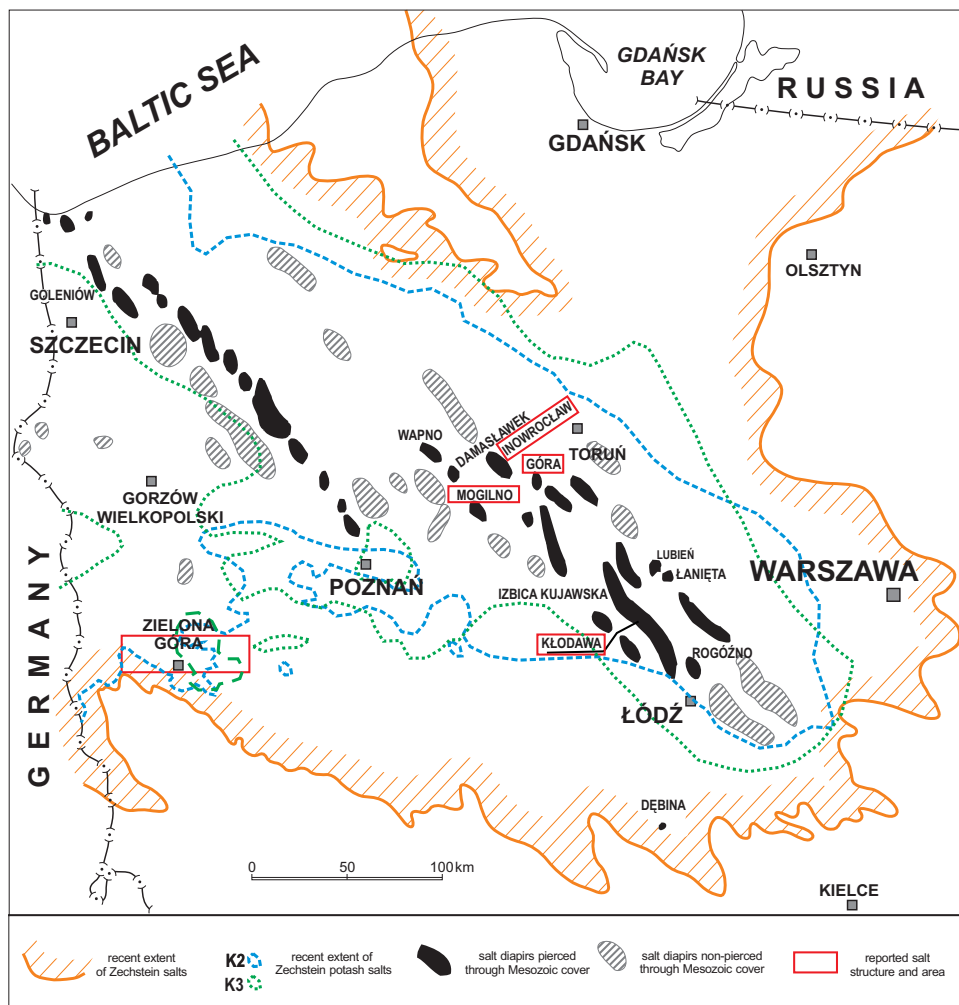 BALTIC SEA
GDAŃSK
BAY
RUSSIA
GDAŃSK
OLSZTYN
GOLENIÓW
SZCZECIN
WAPNO
DAMASŁAWEK
INOWROCŁAW
TORUŃ
GÓRA
MOGILNO
GORZÓW
WIELKOPOLSKI
GERMANY
POZNAŃ
LUBIEŃ
ŁANIĘTA
WARSZAWA
IZBICA KUJAWSKA
ZIELONA
GÓRA
KŁODAWA
ROGÓŹNO
ŁÓDŹ
DĘBINA
KIELCE
0 50 100 km
recent extent
of Zechstein salts
K2
K3
recent extent of
Zechstein potash salts
salt diapirs pierced
through Mesozoic cover
salt diapirs non-pierced
through Mesozoic cover
reported salt
structure and area